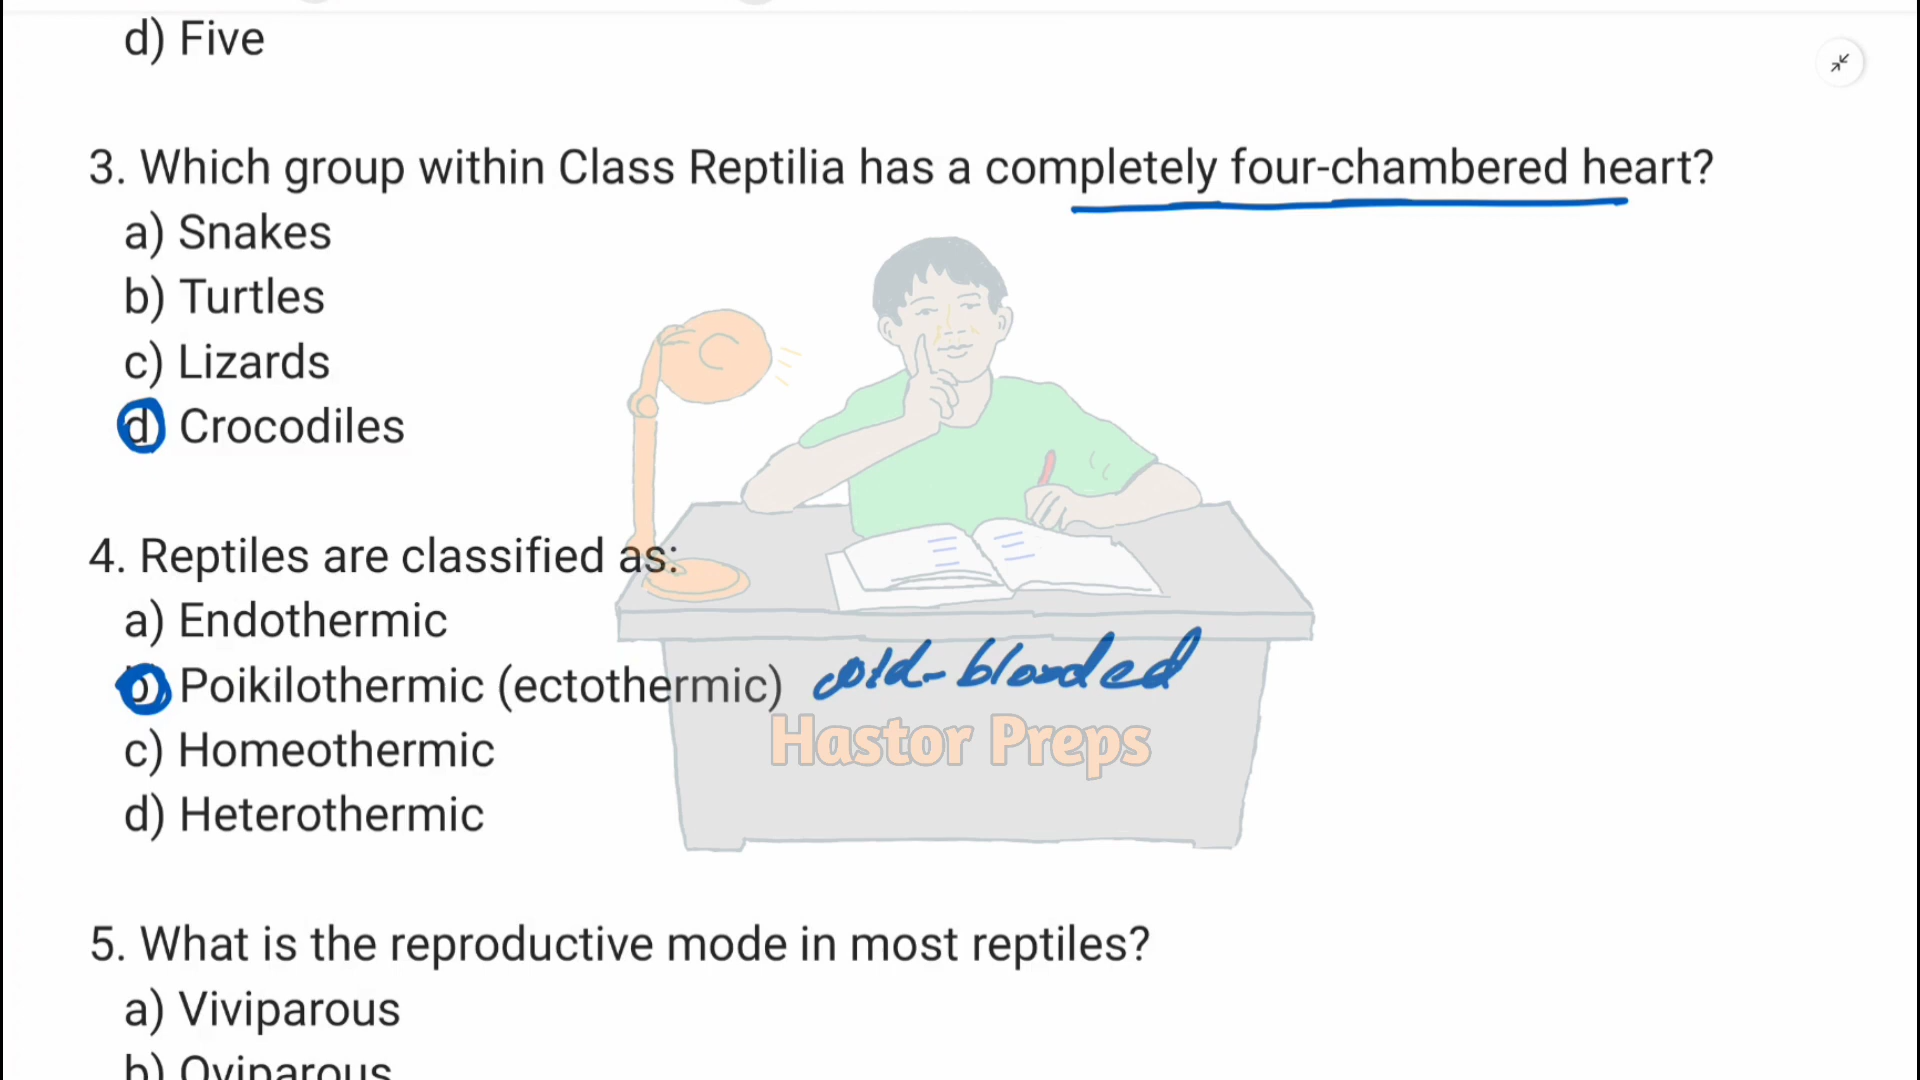 d) Five
3. Which group within Class Reptilia has a completely four-chambered heart?
a) Snakes
b) Turtles
c) Lizards
d) Crocodiles
4. Reptiles are classified as:
a) Endothermic
b) Poikilothermic (ectothermic) cold-blooded
Hastor Preps
c) Homeothermic
d) Heterothermic
5. What is the reproductive mode in most reptiles?
a) Viviparous
b) Oviparous